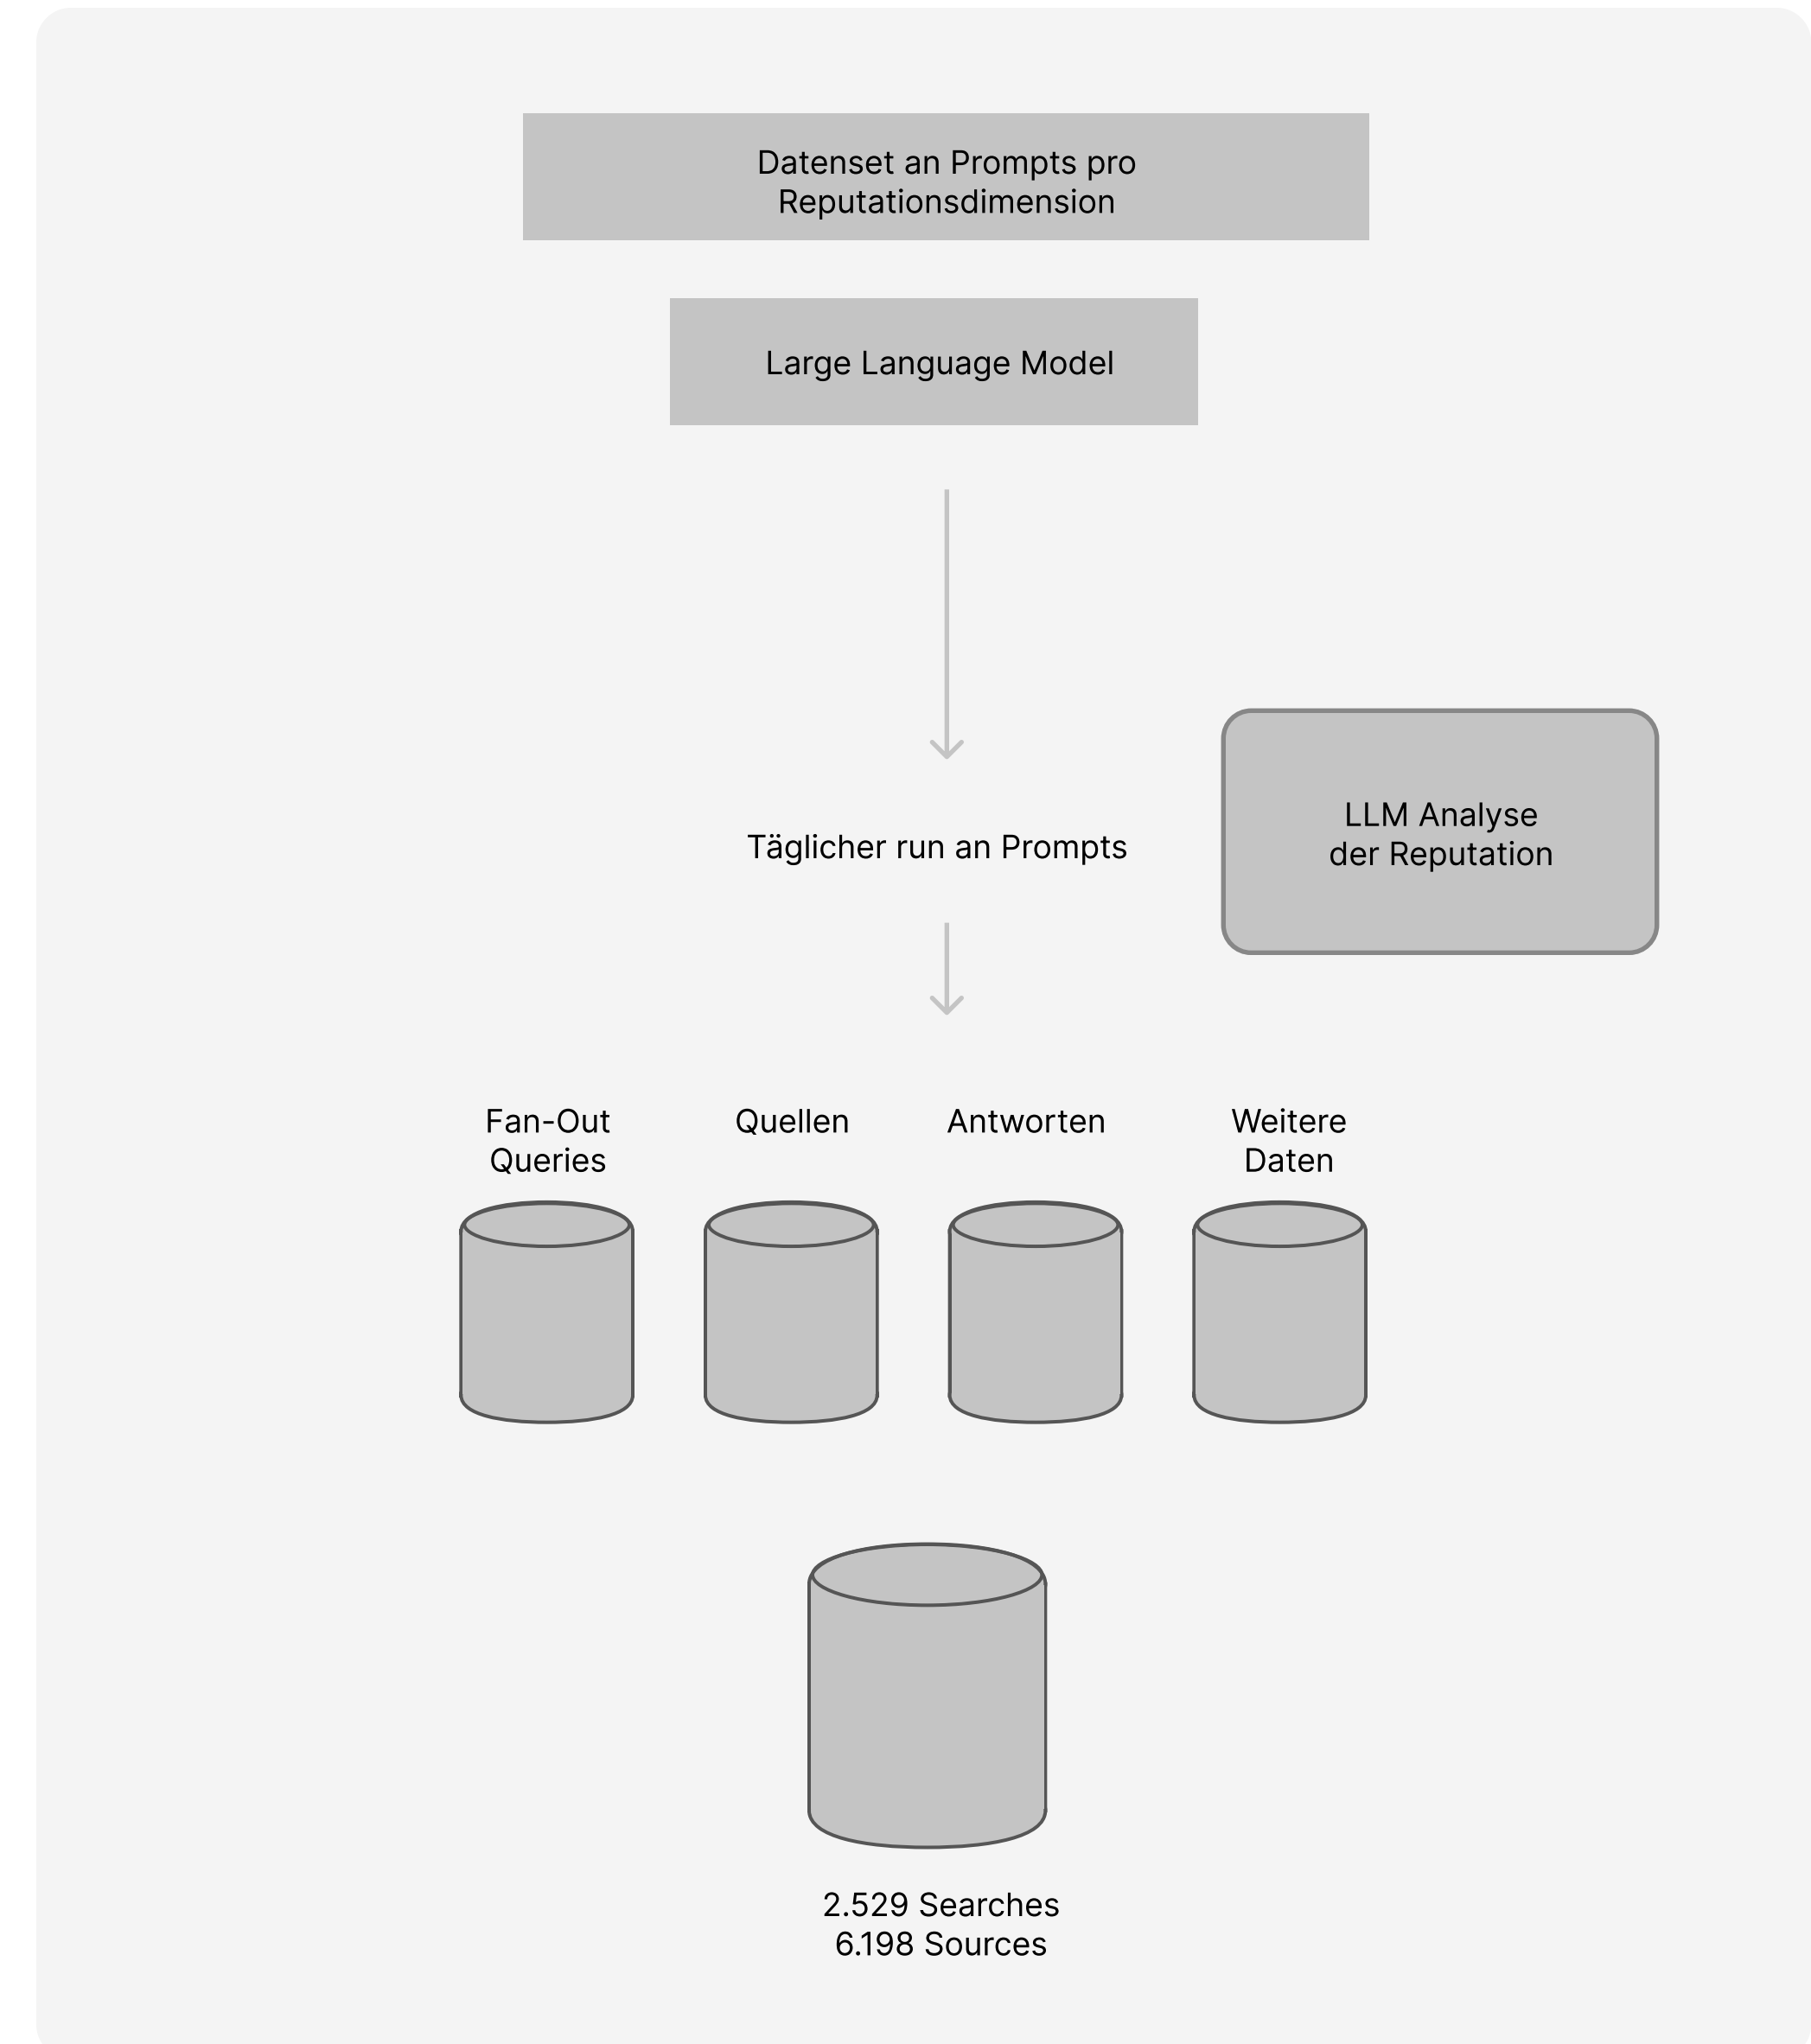 Datenset an Prompts pro
Reputationsdimension
Large Language Model
Täglicher run an Prompts
LLM Analyse
der Reputation
Fan-Out
Queries
Quellen
Antworten
Weitere
Daten
2.529 Searches
6.198 Sources